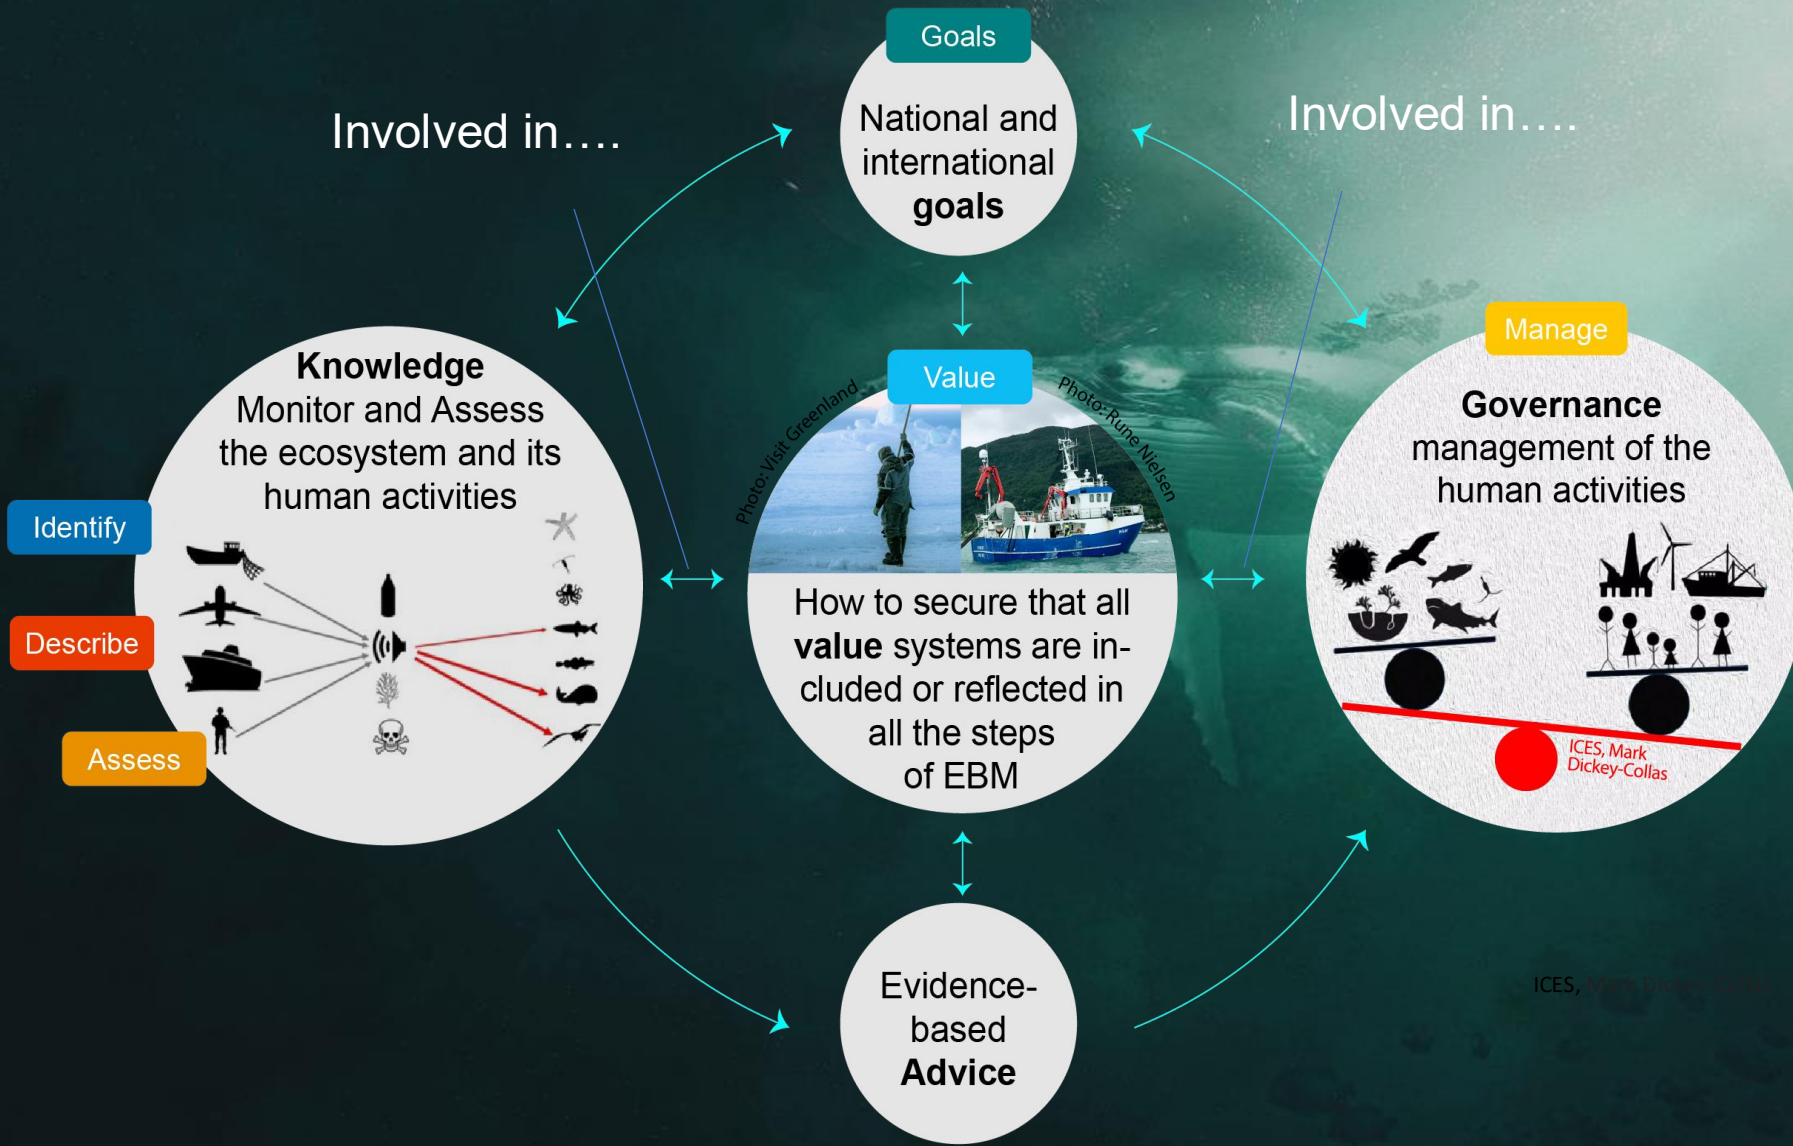 Goals
National and
international
goals
Involved in....
Involved in....
Knowledge
Monitor and Assess
the ecosystem and its
human activities
Identify
Describe
Assess
Value
Photo: Visit Greenland
Photo: Rune Nielsen
How to secure that all
value systems are in-
cluded or reflected in
all the steps
of EBM
Manage
Governance
management of the
human activities
ICES, Mark
Dickey-Collas
Evidence-
based
Advice
ICES, Mark Dickey-Collas